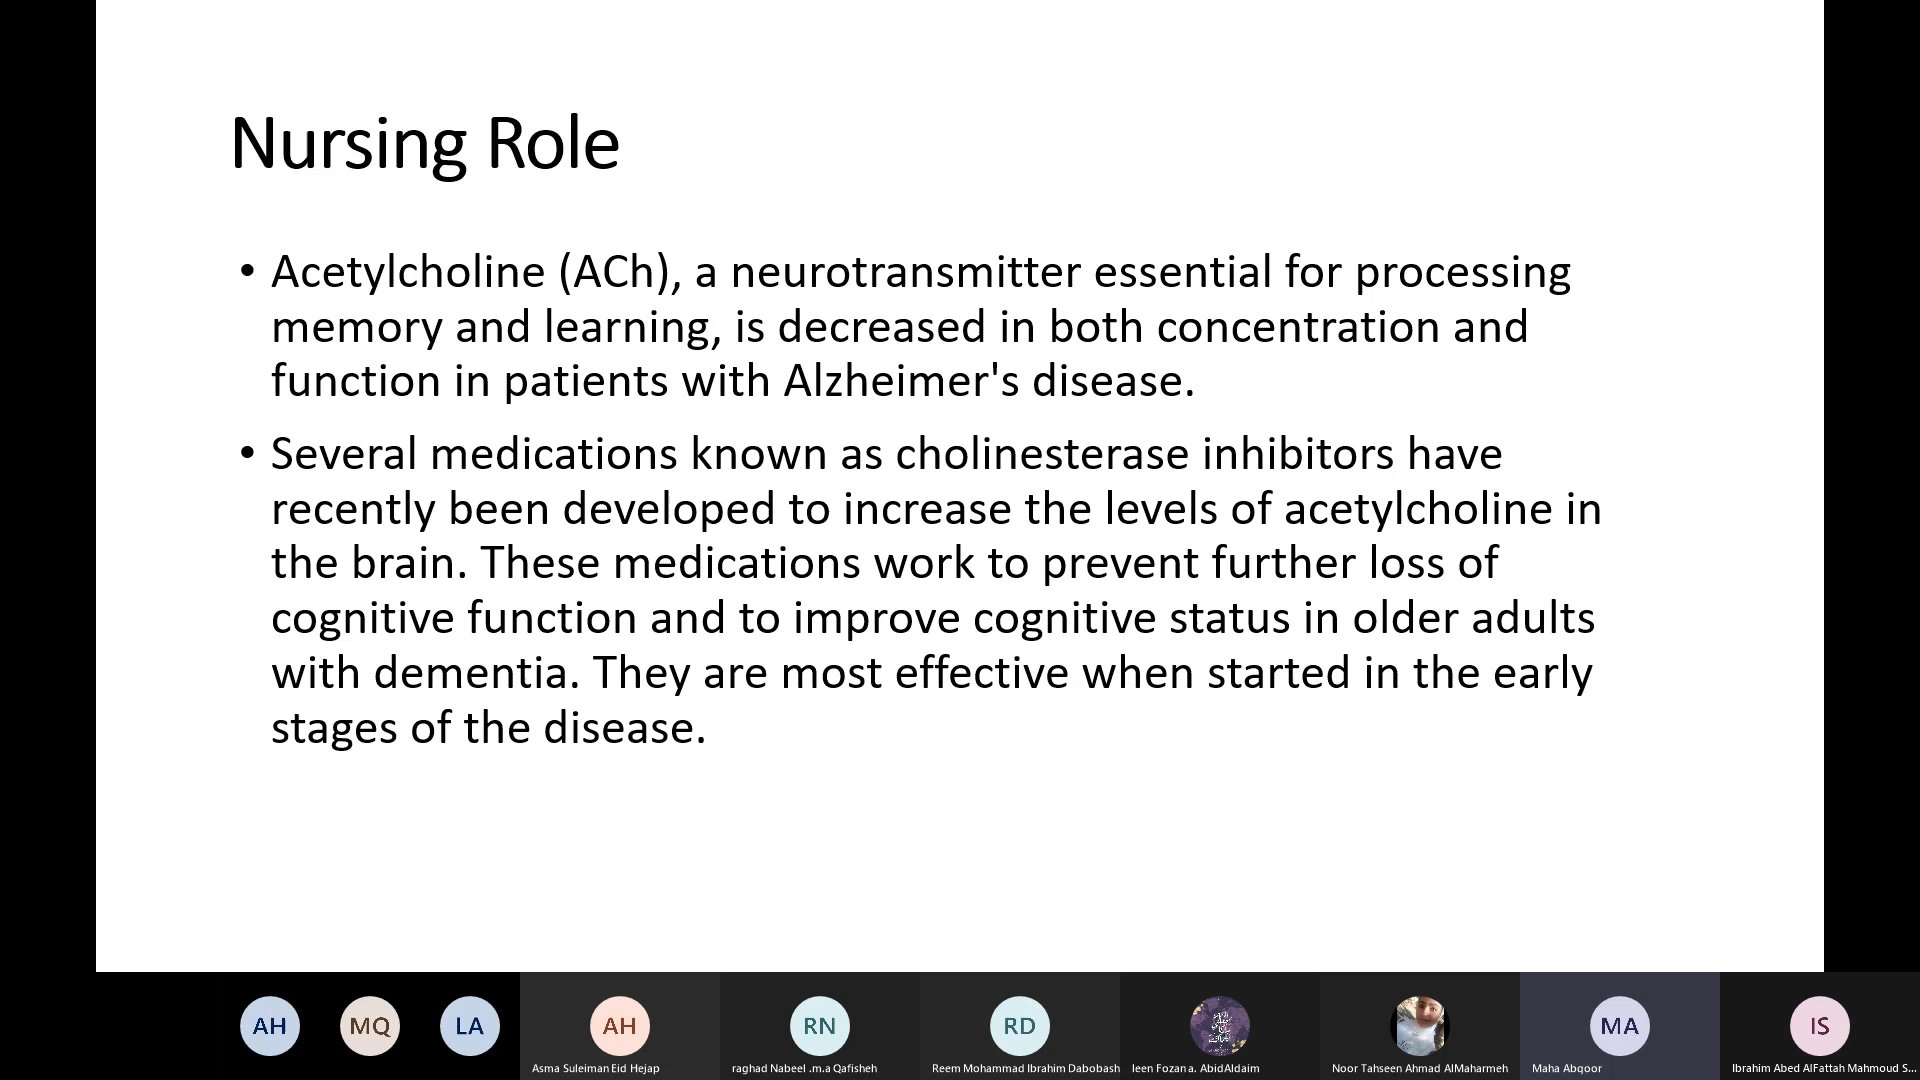 Nursing Role
• Acetylcholine (ACh), a neurotransmitter essential for processing
memory and learning, is decreased in both concentration and
function in patients with Alzheimer's disease.
• Several medications known as cholinesterase inhibitors have
recently been developed to increase the levels of acetylcholine in
the brain. These medications work to prevent further loss of
cognitive function and to improve cognitive status in older adults
with dementia. They are most effective when started in the early
stages of the disease.
AH
MQ
LA
AH
RN
RD
MA
IS
Asma Suleiman Eid Hejap
raghad Nabeel .m.a Qafisheh
Reem Mohammad Ibrahim Dabobash
leen Fozan a. AbidAldaim
Noor Tahseen Ahmad AlMaharmeh
Maha Abqoor
Ibrahim Abed AlFattah Mahmoud S...